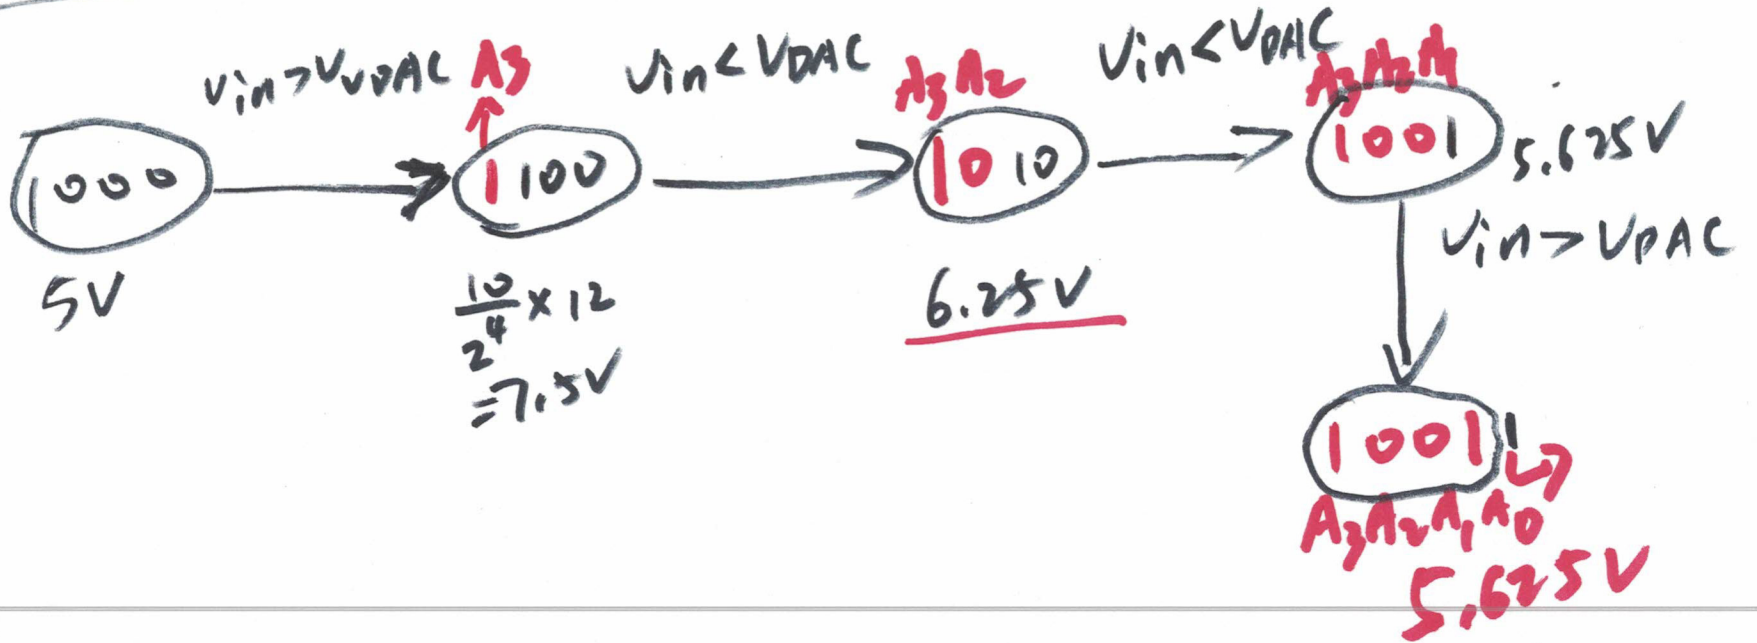 Vin>VVDAC
A3
Vin<VDAC
A3A2
Vin<VDAC
A3A2A1
1000
1100
1010
1001
5.625V
5V
10/2^4 × 12
=7.5V
6.25V
Vin>VDAC
1001
A3A2A1A0
5.625V